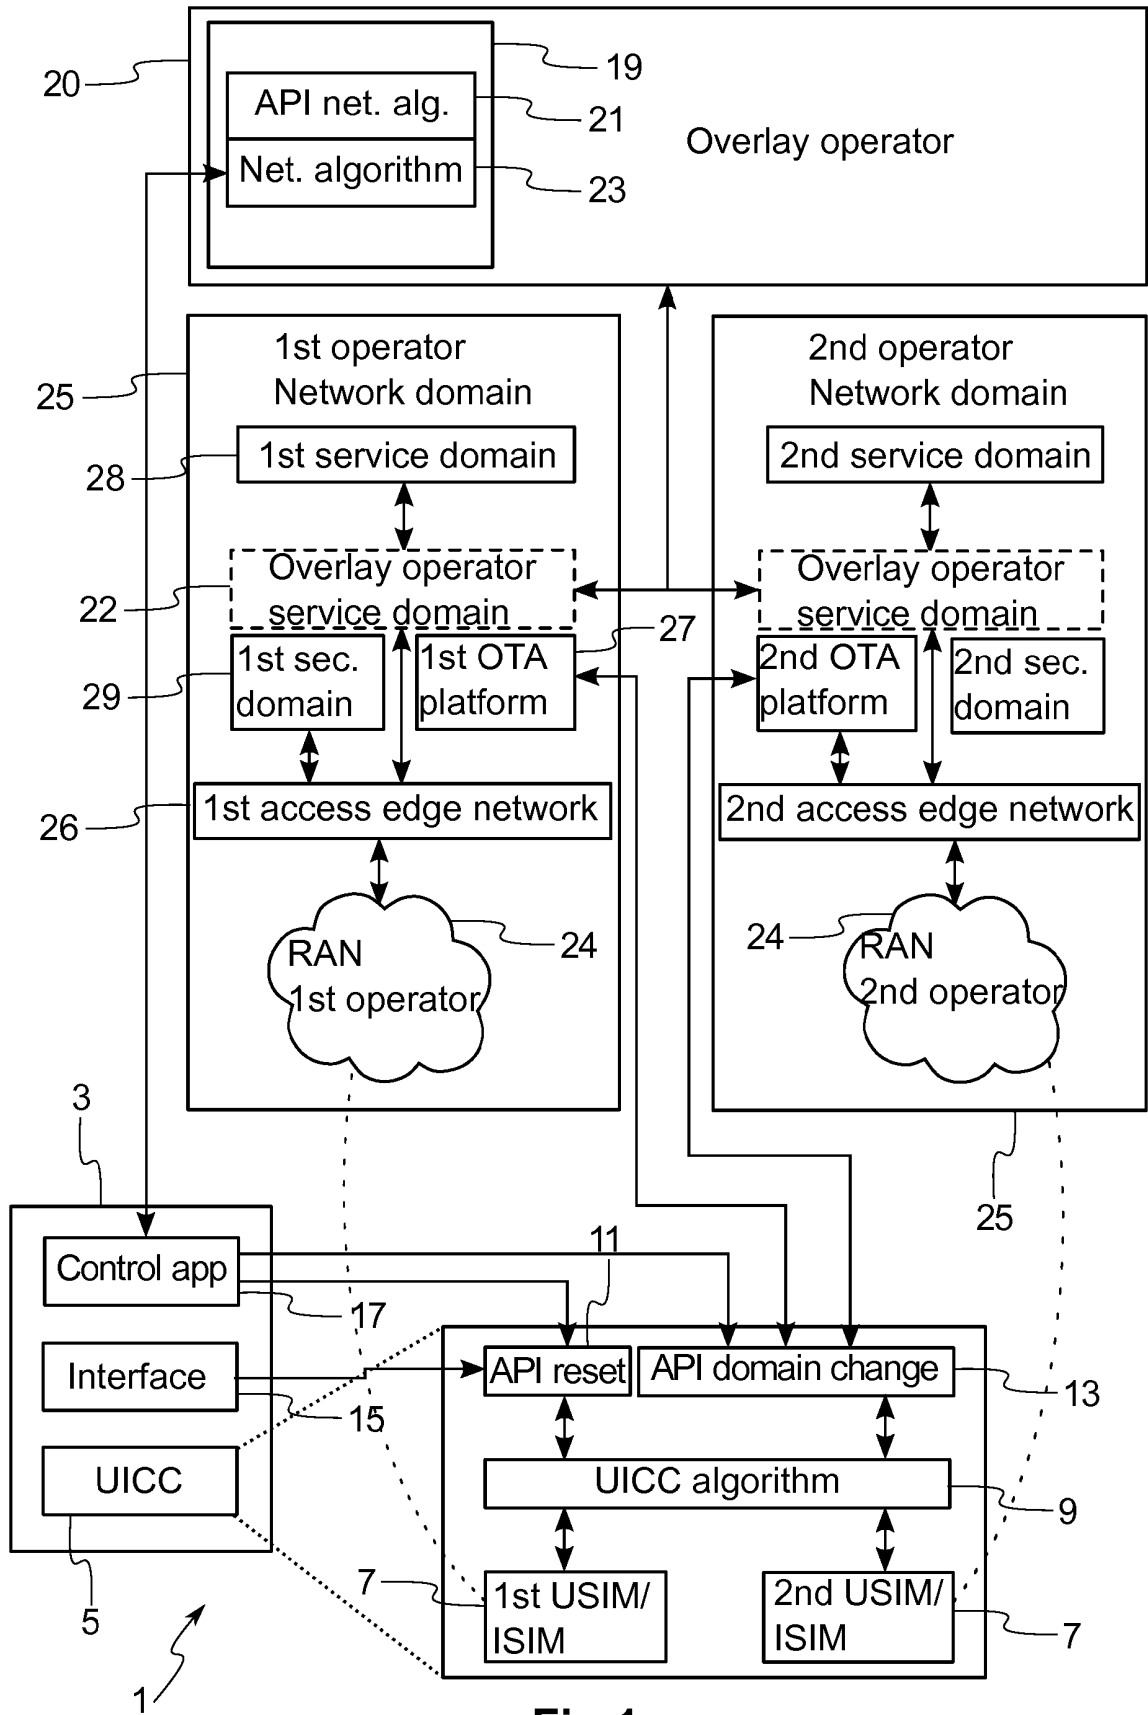 20
19
API net. alg.
21
Overlay operator
Net. algorithm
23
1st operator
Network domain
2nd operator
Network domain
25
1st service domain
28
2nd service domain
Overlay operator
service domain
22
Overlay operator
service domain
27
1st sec.
domain
29
1st OTA
platform
2nd OTA
platform
2nd sec.
domain
26
1st access edge network
2nd access edge network
RAN
1st operator
24
24
RAN
2nd operator
3
25
11
Control app
17
Interface
15
API reset
API domain change
13
UICC
UICC algorithm
9
5
7
1st USIM/
ISIM
2nd USIM/
ISIM
7
1